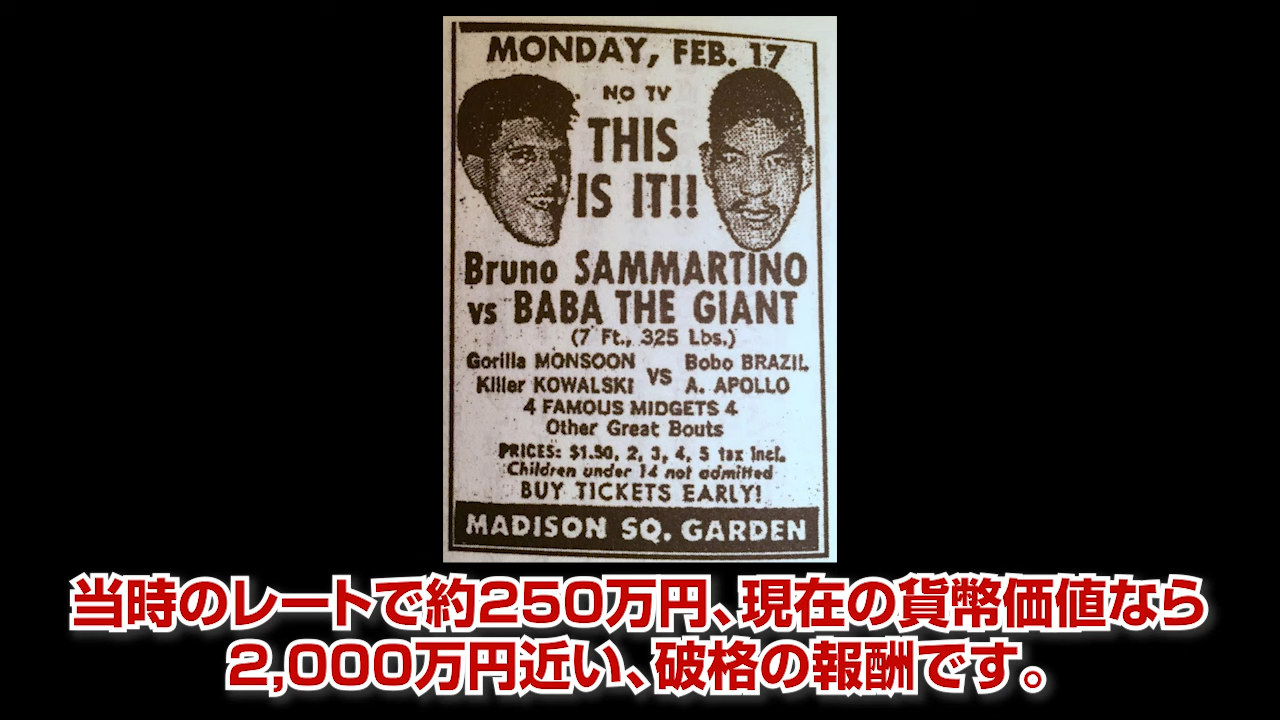 MONDAY, FEB. 17
NO TV
THIS
IS IT!!
Bruno SAMMARTINO
vs BABA THE GIANT
(7 Ft., 325 Lbs.)
Gorilla MONSOON
Killer KOWALSKI
VS
Bobo BRAZIL
A. APOLLO
4 FAMOUS MIDGETS 4
Other Great Bouts
PRICES: $1.50, 2, 3, 4, 5 tax incl.
Children under 14 not admitted
BUY TICKETS EARLY!
MADISON SQ. GARDEN
当時のレートで約250万円、現在の貨幣価値なら
2,000万円近い、破格の報酬です。